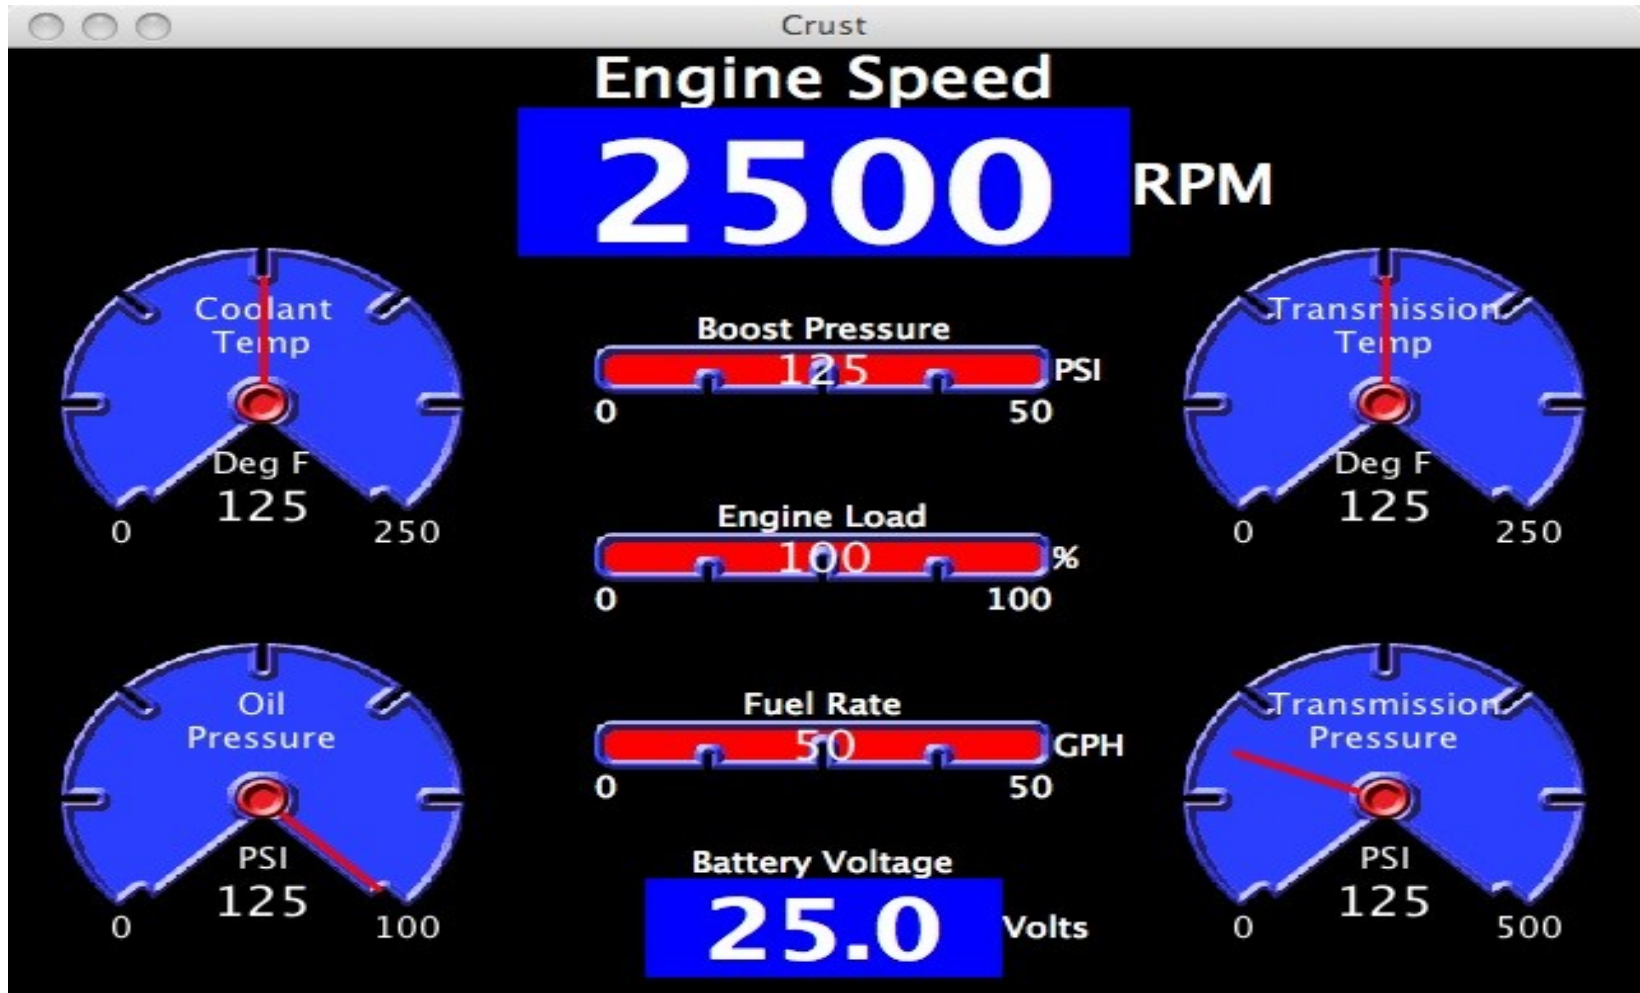 Crust
Engine Speed
2500 RPM
Coolant
Temp
Deg F
125
0 250
Boost Pressure
125 PSI
0 50
Transmission
Temp
Deg F
125
0 250
Engine Load
100 %
0 100
Oil
Pressure
PSI
125
0 100
Fuel Rate
50 GPH
0 50
Battery Voltage
25.0 Volts
Transmission
Pressure
PSI
125
0 500